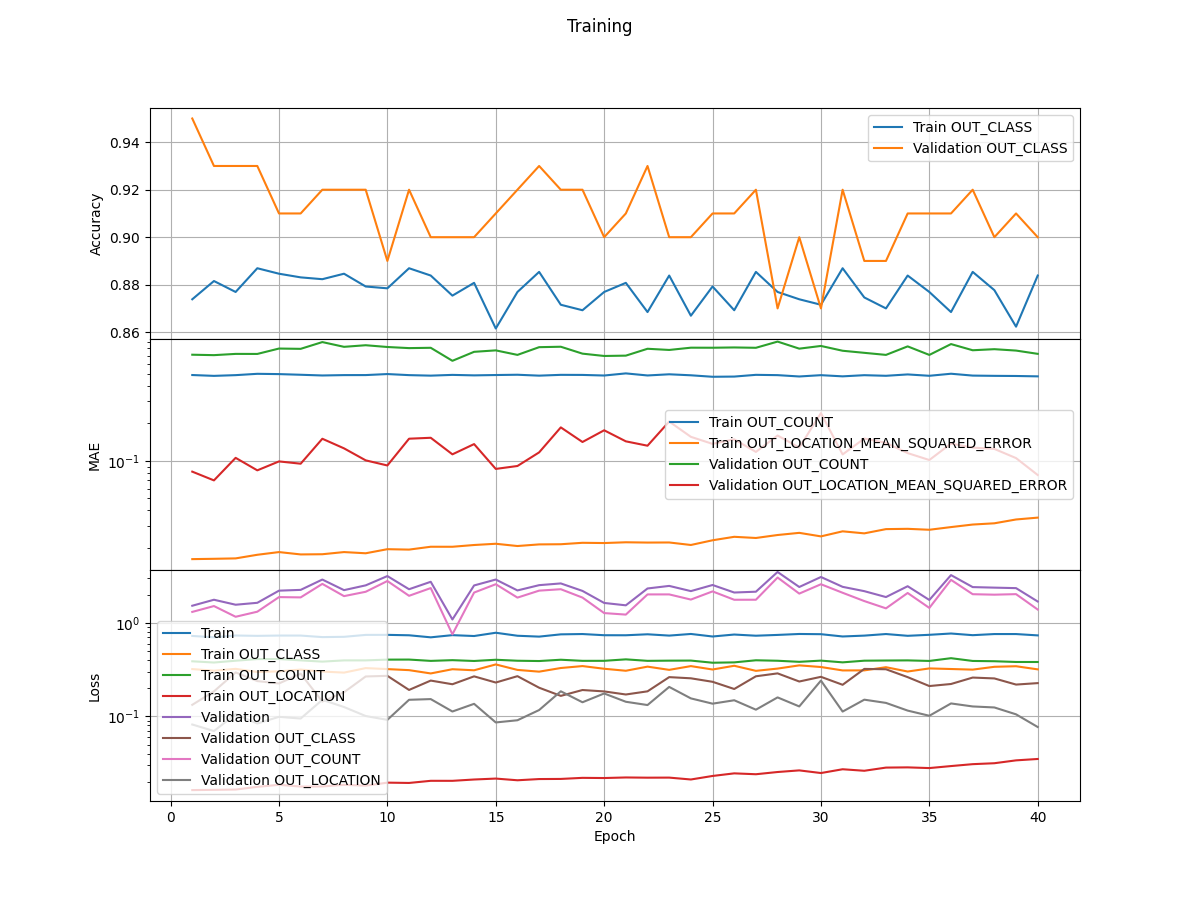 Training
Accuracy
0.94
0.92
0.90
0.88
0.86
Train OUT_CLASS
Validation OUT_CLASS
MAE
10⁻¹
Train OUT_COUNT
Train OUT_LOCATION_MEAN_SQUARED_ERROR
Validation OUT_COUNT
Validation OUT_LOCATION_MEAN_SQUARED_ERROR
Loss
10⁰
10⁻¹
Train
Train OUT_CLASS
Train OUT_COUNT
Train OUT_LOCATION
Validation
Validation OUT_CLASS
Validation OUT_COUNT
Validation OUT_LOCATION
0 5 10 15 20 25 30 35 40
Epoch